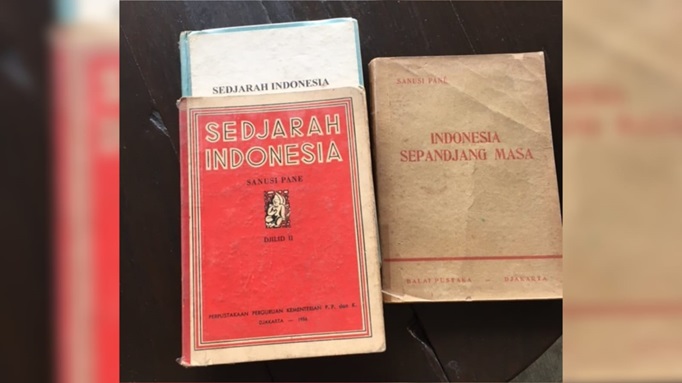 SEDJARAH INDONESIA
SEDJARAH
INDONESIA
SANUSI PANE
DJILID II
PERPUSTAKAAN PERGURUAN KEMENTERIAN P. P. dan K.
DJAKARTA — 1956
SANUSI PANE
INDONESIA
SEPANDJANG MASA
BALAI PUSTAKA — DJAKARTA